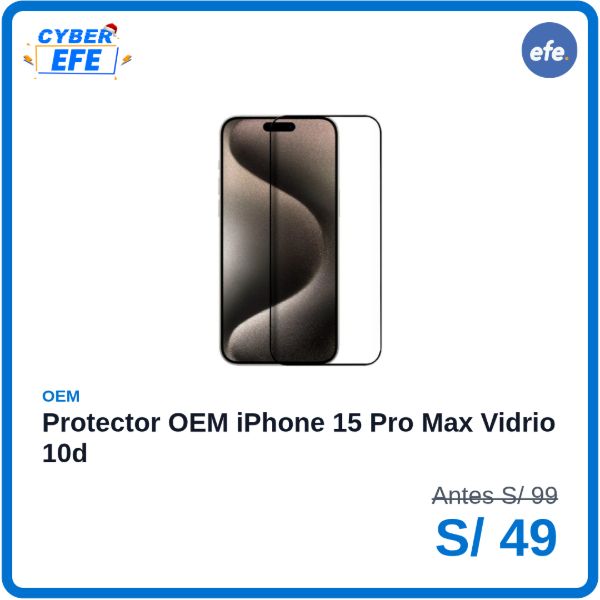 CYBER
EFE
efe.
OEM
Protector OEM iPhone 15 Pro Max Vidrio
10d
Antes S/ 99
S/ 49